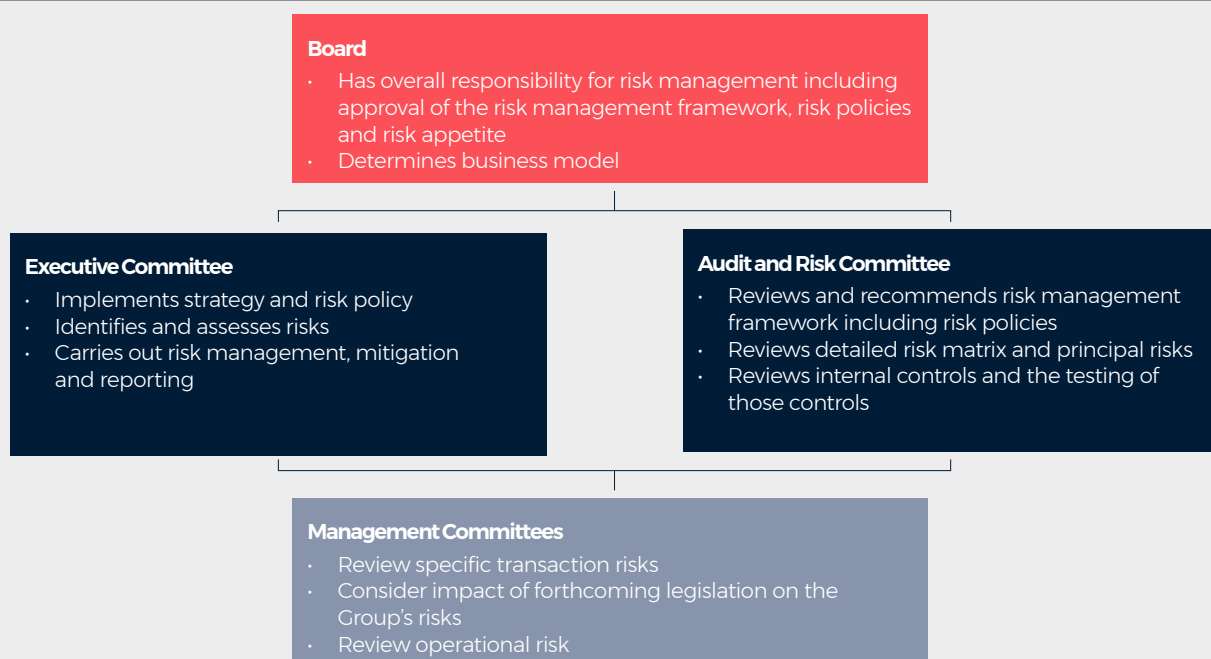 Board
• Has overall responsibility for risk management including
approval of the risk management framework, risk policies
and risk appetite
• Determines business model
Executive Committee
• Implements strategy and risk policy
• Identifies and assesses risks
• Carries out risk management, mitigation
and reporting
Audit and Risk Committee
• Reviews and recommends risk management
framework including risk policies
• Reviews detailed risk matrix and principal risks
• Reviews internal controls and the testing of
those controls
Management Committees
• Review specific transaction risks
• Consider impact of forthcoming legislation on the
Group's risks
• Review operational risk